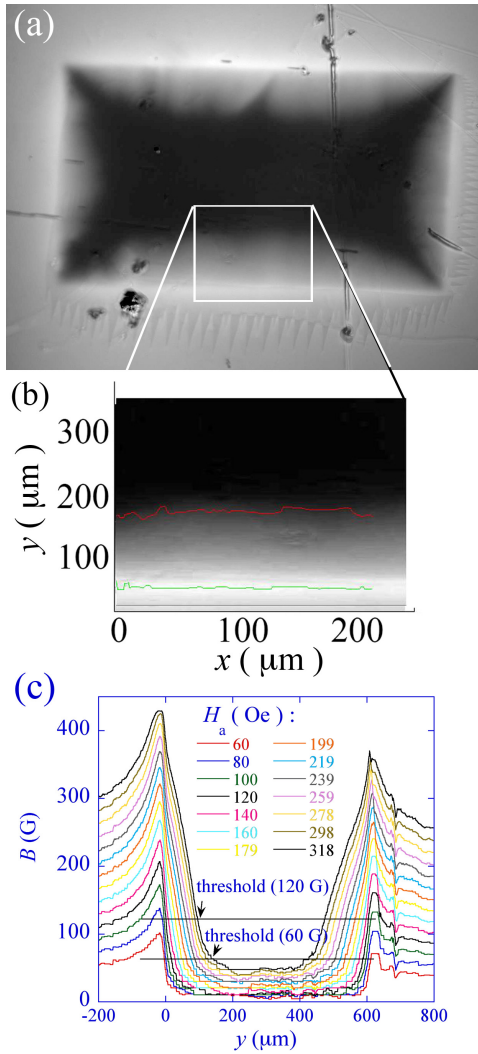 (a)
(b)
300
200
100
y ( μm )
0 100 200
x ( μm )
(c)
400
300
200
100
0
B (G)
H a ( Oe ) :
60 199
80 219
100 239
120 259
140 278
160 298
179 318
threshold (120 G)
threshold (60 G)
-200 0 200 400 600 800
y (μm)